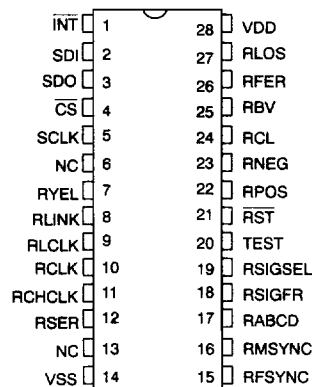 INT 1 28 VDD
SDI 2 27 RLOS
SDO 3 26 RFER
CS 4 25 RBV
SCLK 5 24 RCL
NC 6 23 RNEG
RYEL 7 22 RPOS
RLINK 8 21 RST
RLCLK 9 20 TEST
RCLK 10 19 RSIGSEL
RCHCLK 11 18 RSIGFR
RSER 12 17 RABCD
NC 13 16 RMSYNC
VSS 14 15 RFSYNC